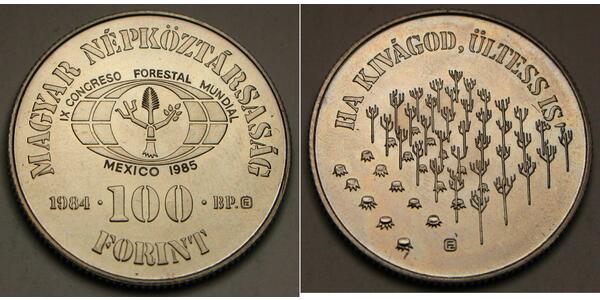 MAGYAR NÉPKÖZTÁRSASÁG
IX CONGRESO FORESTAL MUNDIAL
MEXICO 1985
1984 · 100 · BP.
FORINT
HA KIVÁGOD, ÜLTESS IS!